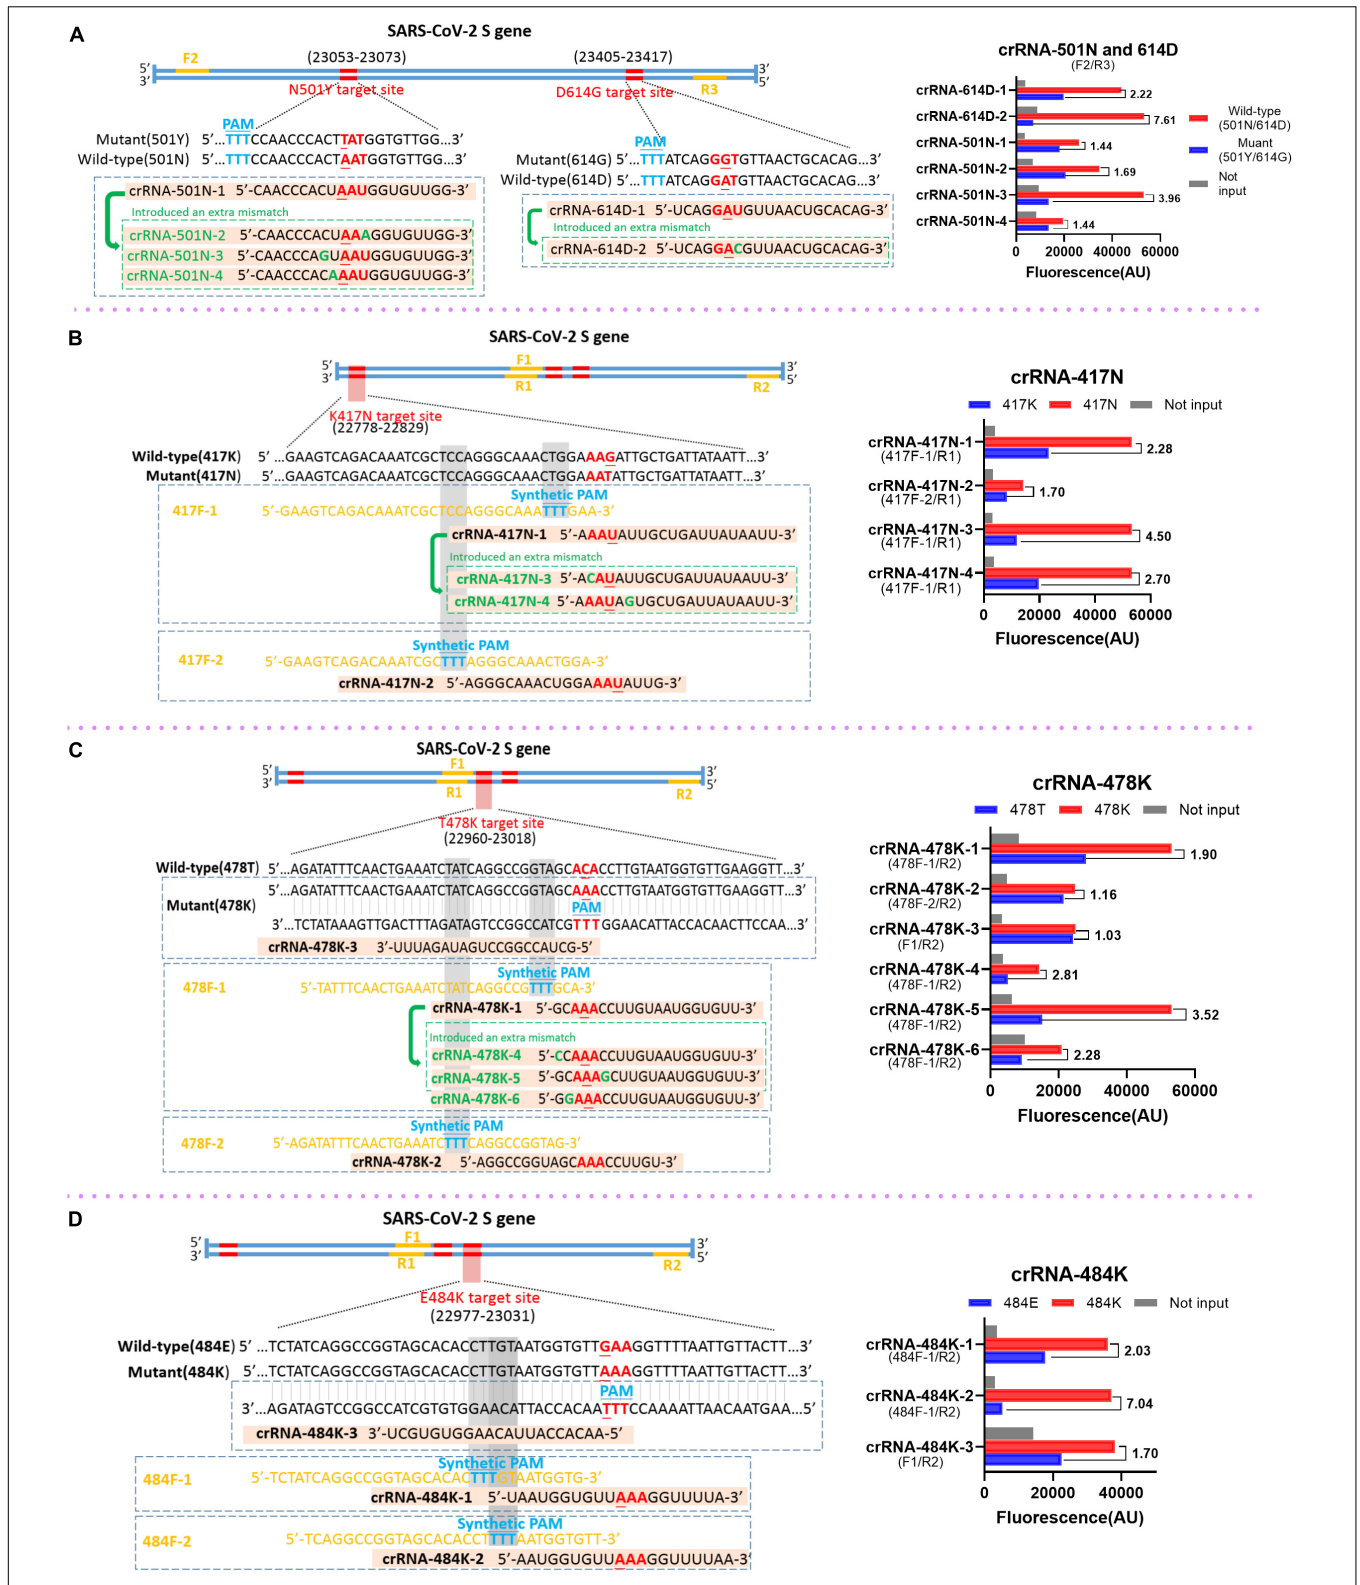 A
SARS-CoV-2 S gene
F2
(23053-23073)
(23405-23417)
5’
3’
3’
5’
N501Y target site
D614G target site
R3
PAM
Mutant(501Y) 5’...TTTCCAACCCACTTATGGTGTTGG...3’
Wild-type(501N) 5’...TTTCCAACCCACTAATGGTGTTGG...3’
crRNA-501N-1 5’-CAACCCACUAAUGGUGUUGG-3’
Introduced an extra mismatch
crRNA-501N-2 5’-CAACCCACUAAAGGUGUUGG-3’
crRNA-501N-3 5’-CAACCCAGUAAUGGUGUUGG-3’
crRNA-501N-4 5’-CAACCCACAAAUGGUGUUGG-3’
PAM
Mutant(614G) 5’...TTTATCAGGGTGTTAACTGCACAG...3’
Wild-type(614D) 5’...TTTATCAGGATGTTAACTGCACAG...3’
crRNA-614D-1 5’-UCAGGAUGUUAACUGCACAG-3’
Introduced an extra mismatch
crRNA-614D-2 5’-UCAGGACGUUAACUGCACAG-3’
crRNA-501N and 614D
(F2/R3)
crRNA-614D-1 2.22
crRNA-614D-2 7.61
crRNA-501N-1 1.44
crRNA-501N-2 1.69
crRNA-501N-3 3.96
crRNA-501N-4 1.44
0 20000 40000 60000
Fluorescence(AU)
Wild-type
(501N/614D)
Muant
(501Y/614G)
Not
input
B
SARS-CoV-2 S gene
F1
5’
3’
3’
5’
R1
R2
K417N target site
(22778-22829)
Wild-type(417K) 5’ ...GAAGTCAGACAAATCGCTCCAGGGCAAACTGGAAAGATTGCTGATTATAATT...3’
Mutant(417N) 5’ ...GAAGTCAGACAAATCGCTCCAGGGCAAACTGGAAATATTGCTGATTATAATT...3’
Synthetic PAM
417F-1 5’-GAAGTCAGACAAATCGCTCCAGGGCAAATTTGAA-3’
crRNA-417N-1 5’-AAAUAUUGCUGAUUAUAAUU-3’
Introduced an extra mismatch
crRNA-417N-3 5’-ACAUAUUGCUGAUUAUAAUU-3’
crRNA-417N-4 5’-AAAUAGUGCUGAUUAUAAUU-3’
Synthetic PAM
417F-2 5’-GAAGTCAGACAAATCGCTTTAGGGCAAACTGGA-3’
crRNA-417N-2 5’-AGGGCAAACUGGAAAUAUUG-3’
crRNA-417N
417K 417N Not input
crRNA-417N-1 2.28
(417F-1/R1)
crRNA-417N-2 1.70
(417F-2/R1)
crRNA-417N-3 4.50
(417F-1/R1)
crRNA-417N-4 2.70
(417F-1/R1)
0 20000 40000 60000
Fluorescence(AU)
C
SARS-CoV-2 S gene
F1
5’
3’
3’
5’
R1
R2
T478K target site
(22960-23018)
Wild-type(478T) 5’...AGATATTTCAACTGAAATCTATCAGGCCGGTAGCACACCTTGTAATGGTGTTGAAGGTT...3’
5’...AGATATTTCAACTGAAATCTATCAGGCCGGTAGCAAACCTTGTAATGGTGTTGAAGGTT...3’
Mutant(478K)
PAM
3’...TCTATAAAGTTGACTTTAGATAGTCCGGCCATCGTTTGGAACATTACCACAACTTCCAA...3’
crRNA-478K-3 3’-UUUAGAUAGUCCGGCCAUCG-5’
Synthetic PAM
478F-1 5’-TATTTCAACTGAAATCTATCAGGCCGTTTGCA-3’
crRNA-478K-1 5’-GCAAACCUUGUAAUGGUGUU-3’
Introduced an extra mismatch
crRNA-478K-4 5’-CCAAACCUUGUAAUGGUGUU-3’
crRNA-478K-5 5’-GCAAAGCUUGUAAUGGUGUU-3’
crRNA-478K-6 5’-GGAAACCUUGUAAUGGUGUU-3’
Synthetic PAM
478F-2 5’-AGATATTTCAACTGAAATCTTTCAGGCCGGTAG-3’
crRNA-478K-2 5’-AGGCCGGUAGCAAACCUUGU-3’
crRNA-478K
478T 478K Not input
crRNA-478K-1 1.90
(478F-1/R2)
crRNA-478K-2 1.16
(478F-2/R2)
crRNA-478K-3 1.03
(F1/R2)
crRNA-478K-4 2.81
(478F-1/R2)
crRNA-478K-5 3.52
(478F-1/R2)
crRNA-478K-6 2.28
(478F-1/R2)
0 20000 40000 60000
Fluorescence(AU)
D
SARS-CoV-2 S gene
F1
5’
3’
3’
5’
R1
R2
E484K target site
(22977-23031)
Wild-type(484E) 5’ ...TCTATCAGGCCGGTAGCACACCTTGTAATGGTGTTGAAGGTTTTAATTGTTACTT...3’
Mutant(484K) 5’ ...TCTATCAGGCCGGTAGCACACCTTGTAATGGTGTTAAAGGTTTTAATTGTTACTT...3’
PAM
3’...AGATAGTCCGGCCATCGTGTGGAACATTACCACAATTTCCAAAATTAACAATGAA...5’
crRNA-484K-3 3’-UCGUGUGGAACAUUACCACAA-5’
Synthetic PAM
484F-1 5’-TCTATCAGGCCGGTAGCACACTTTGTAATGGTG-3’
crRNA-484K-1 5’-UAAUGGUGUUAAAGGUUUUA-3’
Synthetic PAM
484F-2 5’-TCAGGCCGGTAGCACACCTTTTAATGGTGTT-3’
crRNA-484K-2 5’-AAUGGUGUUAAAGGUUUUAA-3’
crRNA-484K
484E 484K Not input
crRNA-484K-1 2.03
(484F-1/R2)
crRNA-484K-2 7.04
(484F-1/R2)
crRNA-484K-3 1.70
(F1/R2)
0 20000 40000
Fluorescence(AU)